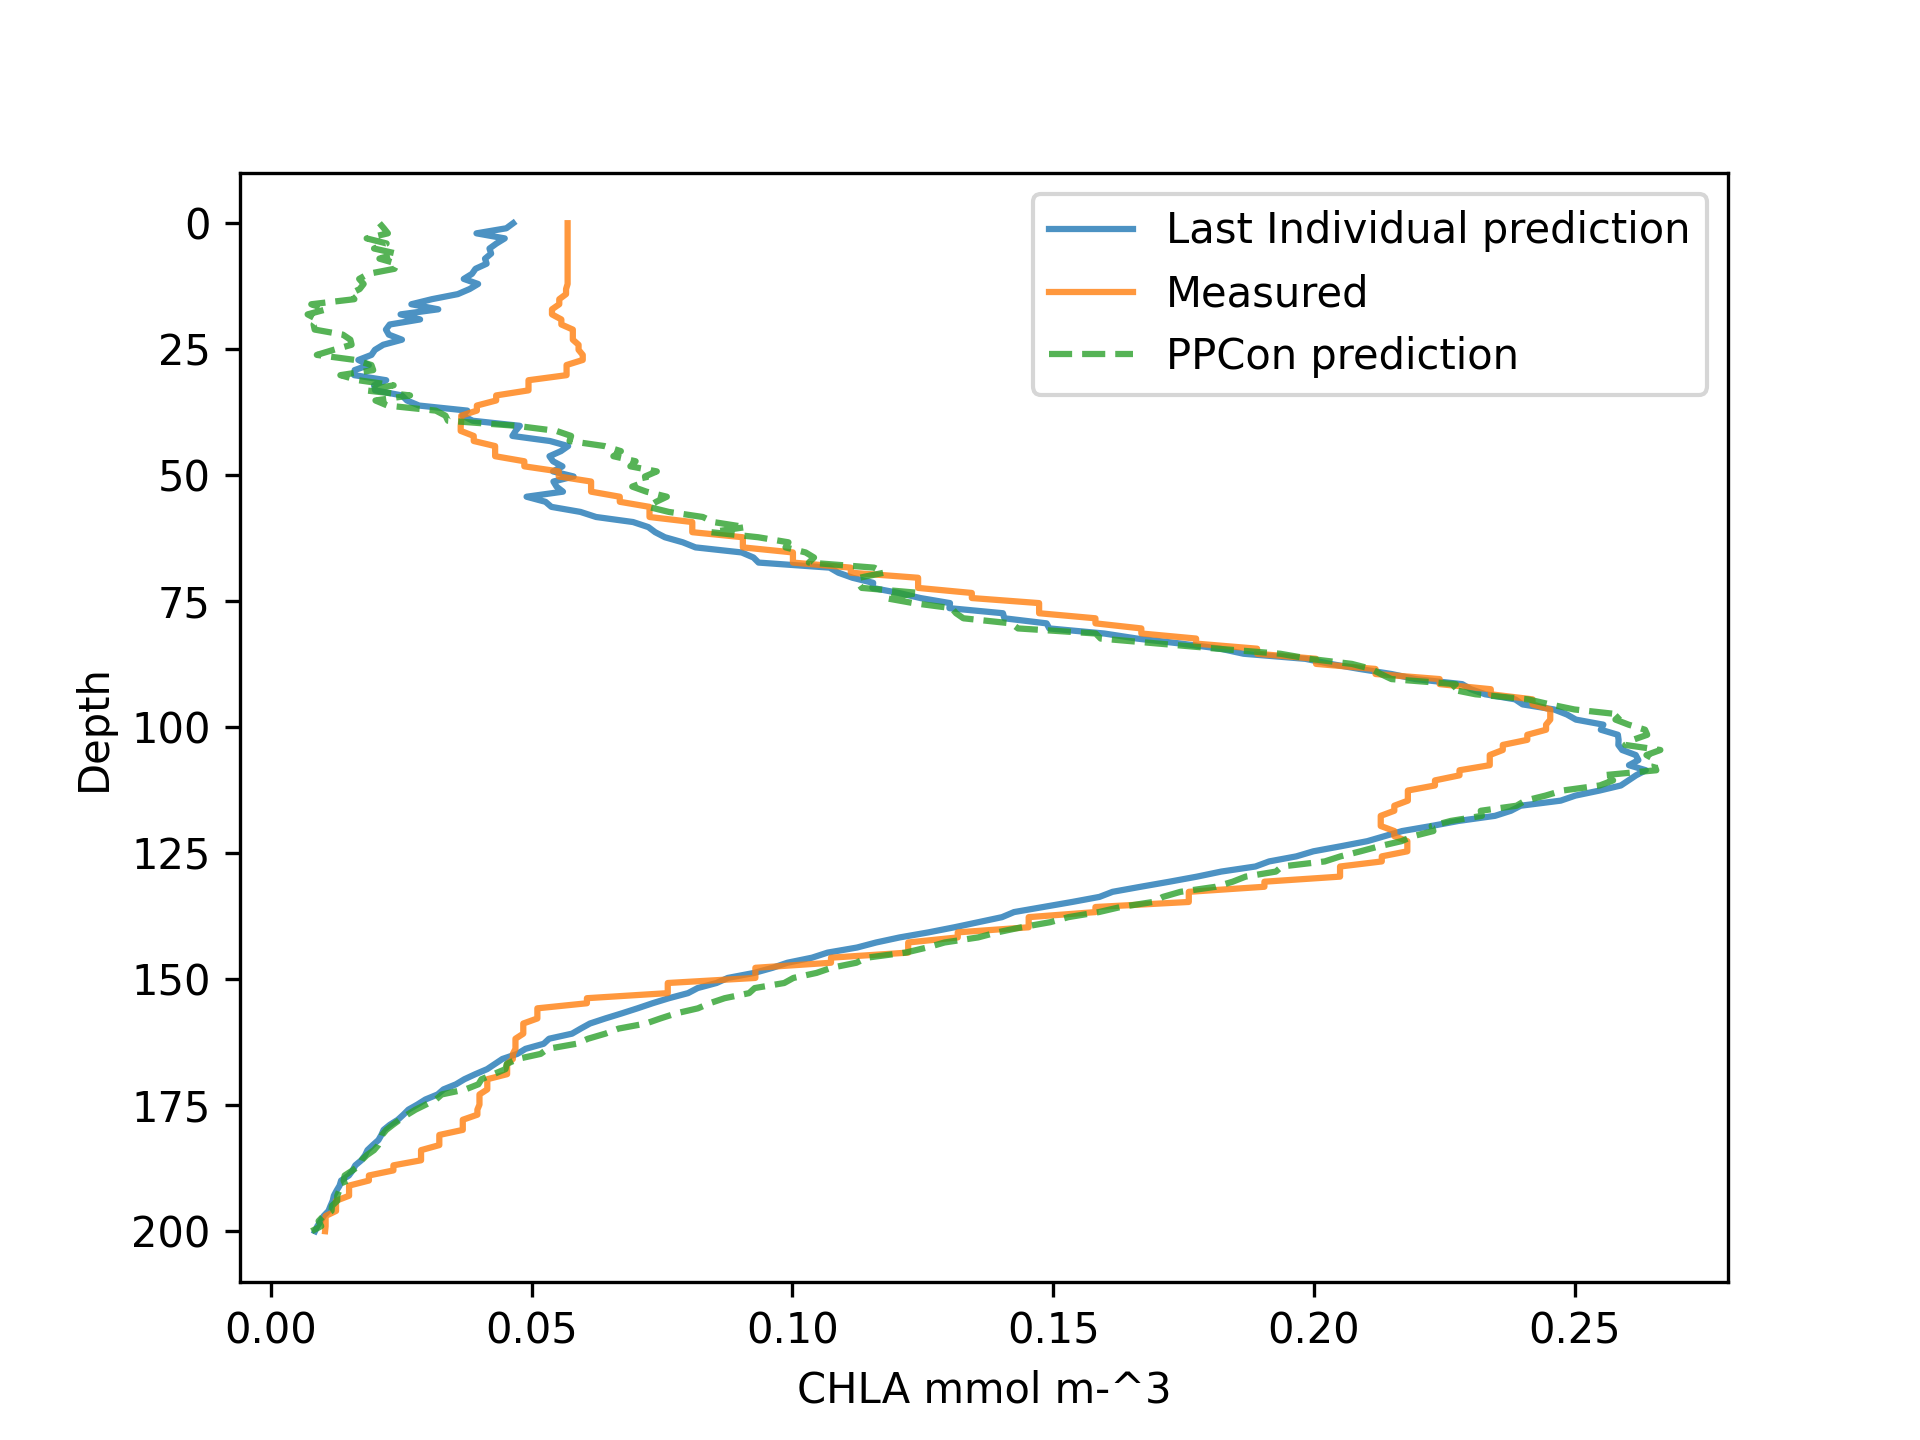 Last Individual prediction
Measured
PPCon prediction
0
25
50
75
100
125
150
175
200
Depth
0.00 0.05 0.10 0.15 0.20 0.25
CHLA mmol m-^3